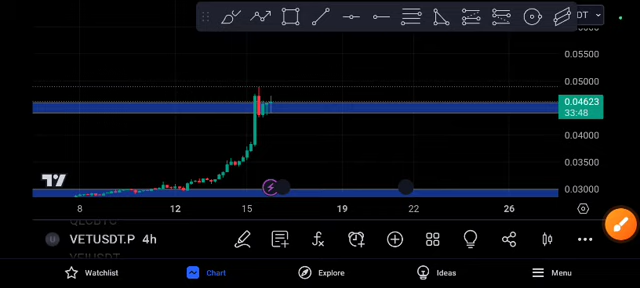 DT
0.05500
0.05000
0.04623
33:48
0.04000
0.03500
0.03000
8 12 15 19 22 26
U VETUSDT.P 4h
Watchlist Chart Explore Ideas Menu